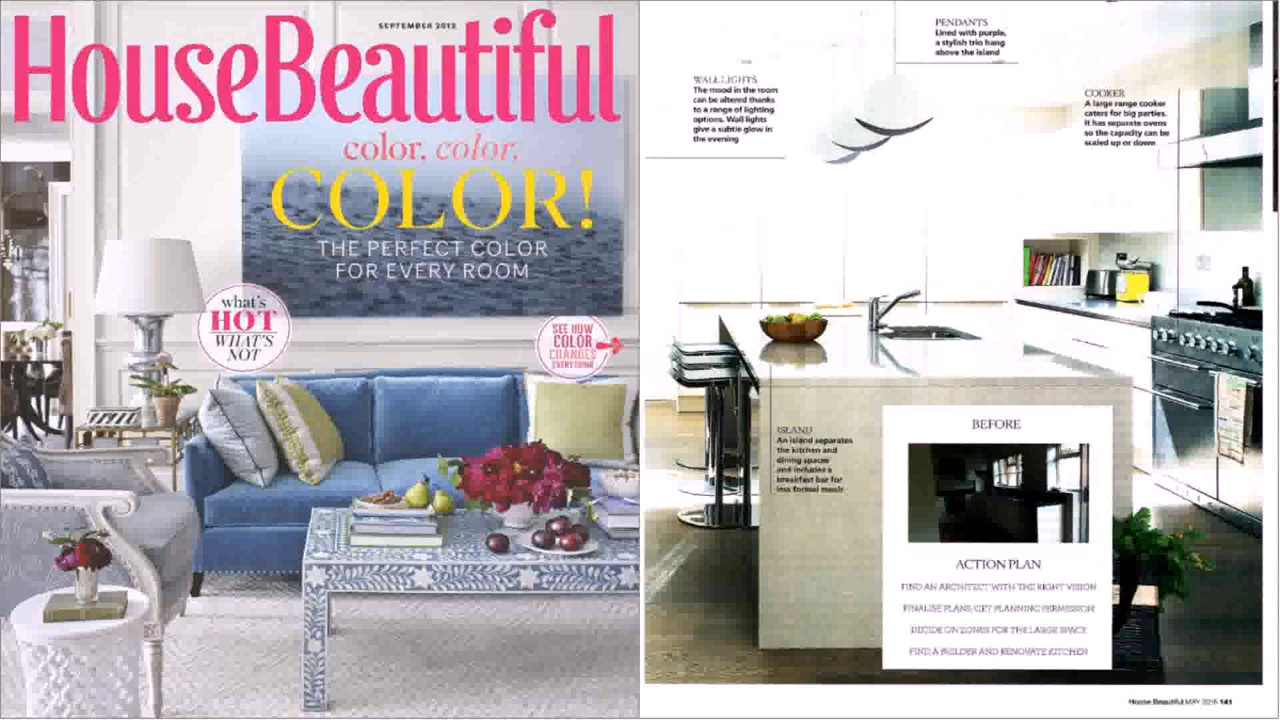 SEPTEMBER 2012
HouseBeautiful
color. color.
COLOR!
THE PERFECT COLOR
FOR EVERY ROOM
what's
HOT
WHAT'S
NOT
SEE HOW
COLOR
CHANGES
EVERYTHING
PENDANTS
Lined with purple,
a stylish trio hang
above the island
WALL LIGHTS
The mood in the room
can be altered thanks
to a range of lighting
options. Wall lights
give a subtle glow in
the evening
COOKER
A large range cooker
caters for big parties.
It has separate ovens
so the capacity can be
scaled up or down
ISLAND
An island separates
the kitchen and
dining spaces
and includes a
breakfast bar for
less formal meals
BEFORE
ACTION PLAN
FIND AN ARCHITECT WITH THE RIGHT VISION
FINALISE PLANS, GET PLANNING PERMISSION
DECIDE ON ZONES FOR THE LARGE SPACE
FIND A BUILDER AND RENOVATE KITCHEN
House Beautiful MAY 2015 141